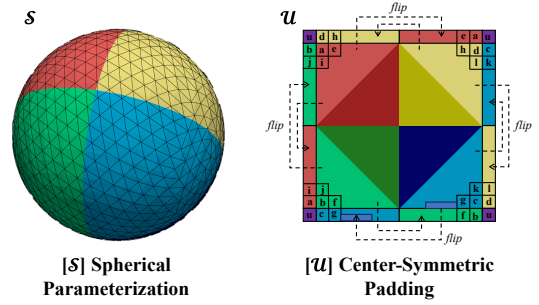 S
U
flip
u d h
e a u
b a e
h d c
j i
l k
flip
flip
i j
k l
a b f
g c d
u c g
f b u
flip
[S] Spherical
Parameterization
[U] Center-Symmetric
Padding